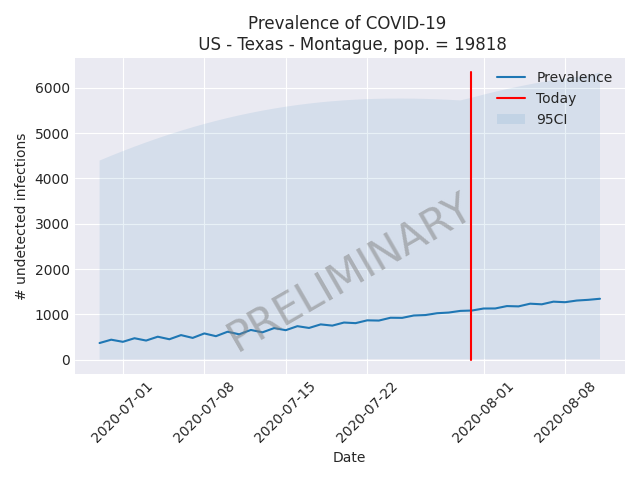 Prevalence of COVID-19
US - Texas - Montague, pop. = 19818
Prevalence
Today
95CI
# undetected infections
6000
5000
4000
3000
2000
1000
0
PRELIMINARY
2020-07-01
2020-07-08
2020-07-15
2020-07-22
2020-08-01
2020-08-08
Date